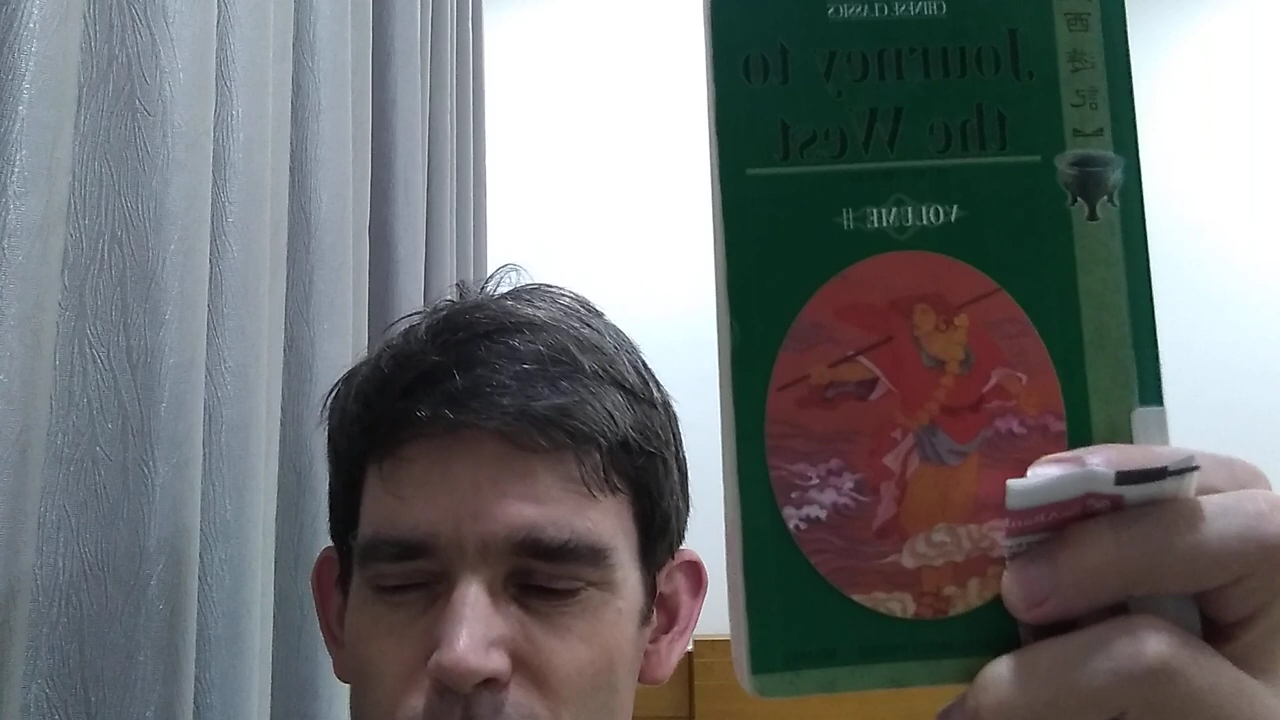 CHINESE CLASSICS
Journey to
the West
VOLUME II
西
游
记
】